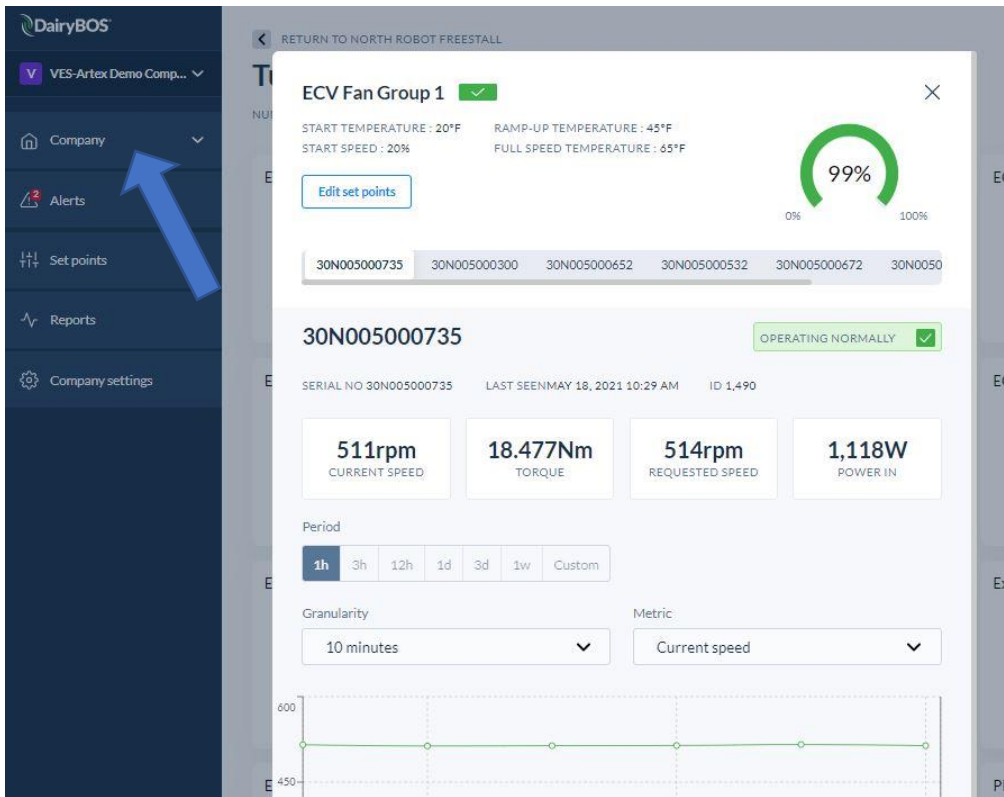 DairyBOS
V VES-Artex Demo Comp...
Company
2
Alerts
Set points
Reports
Company settings
RETURN TO NORTH ROBOT FREESTALL
ECV Fan Group 1
START TEMPERATURE : 20°F RAMP-UP TEMPERATURE : 45°F
START SPEED : 20% FULL SPEED TEMPERATURE : 65°F
Edit set points
99%
0% 100%
30N005000735 30N005000300 30N005000652 30N005000532 30N005000672 30N0050
30N005000735
OPERATING NORMALLY
SERIAL NO 30N005000735 LAST SEENMAY 18, 2021 10:29 AM ID 1,490
511rpm 18.477Nm 514rpm 1,118W
CURRENT SPEED TORQUE REQUESTED SPEED POWER IN
Period
1h 3h 12h 1d 3d 1w Custom
Granularity Metric
10 minutes Current speed
600
450